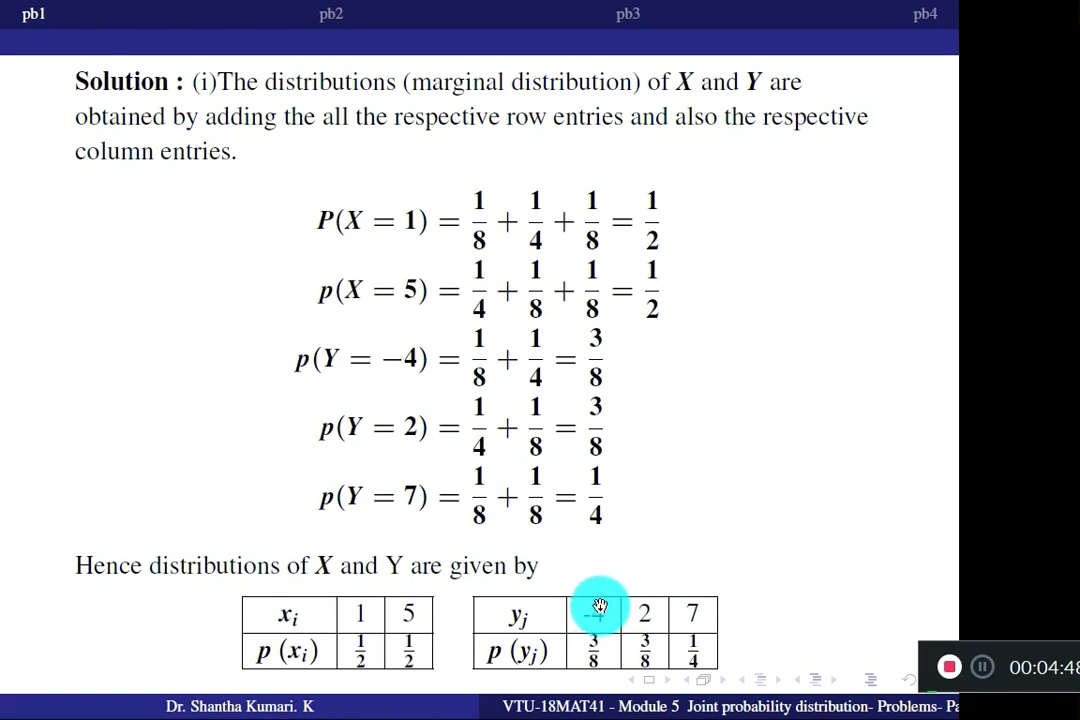 pb1 pb2 pb3 pb4
Solution : (i)The distributions (marginal distribution) of X and Y are
obtained by adding the all the respective row entries and also the respective
column entries.
P(X = 1) = 1/8 + 1/4 + 1/8 = 1/2
p(X = 5) = 1/4 + 1/8 + 1/8 = 1/2
p(Y = −4) = 1/8 + 1/4 = 3/8
p(Y = 2) = 1/4 + 1/8 = 3/8
p(Y = 7) = 1/8 + 1/8 = 1/4
Hence distributions of X and Y are given by
xᵢ 1 5 yⱼ -4 2 7
p (xᵢ) 1/2 1/2 p (yⱼ) 3/8 3/8 1/4
00:04:48
Dr. Shantha Kumari. K VTU-18MAT41 - Module 5 Joint probability distribution- Problems- Pa